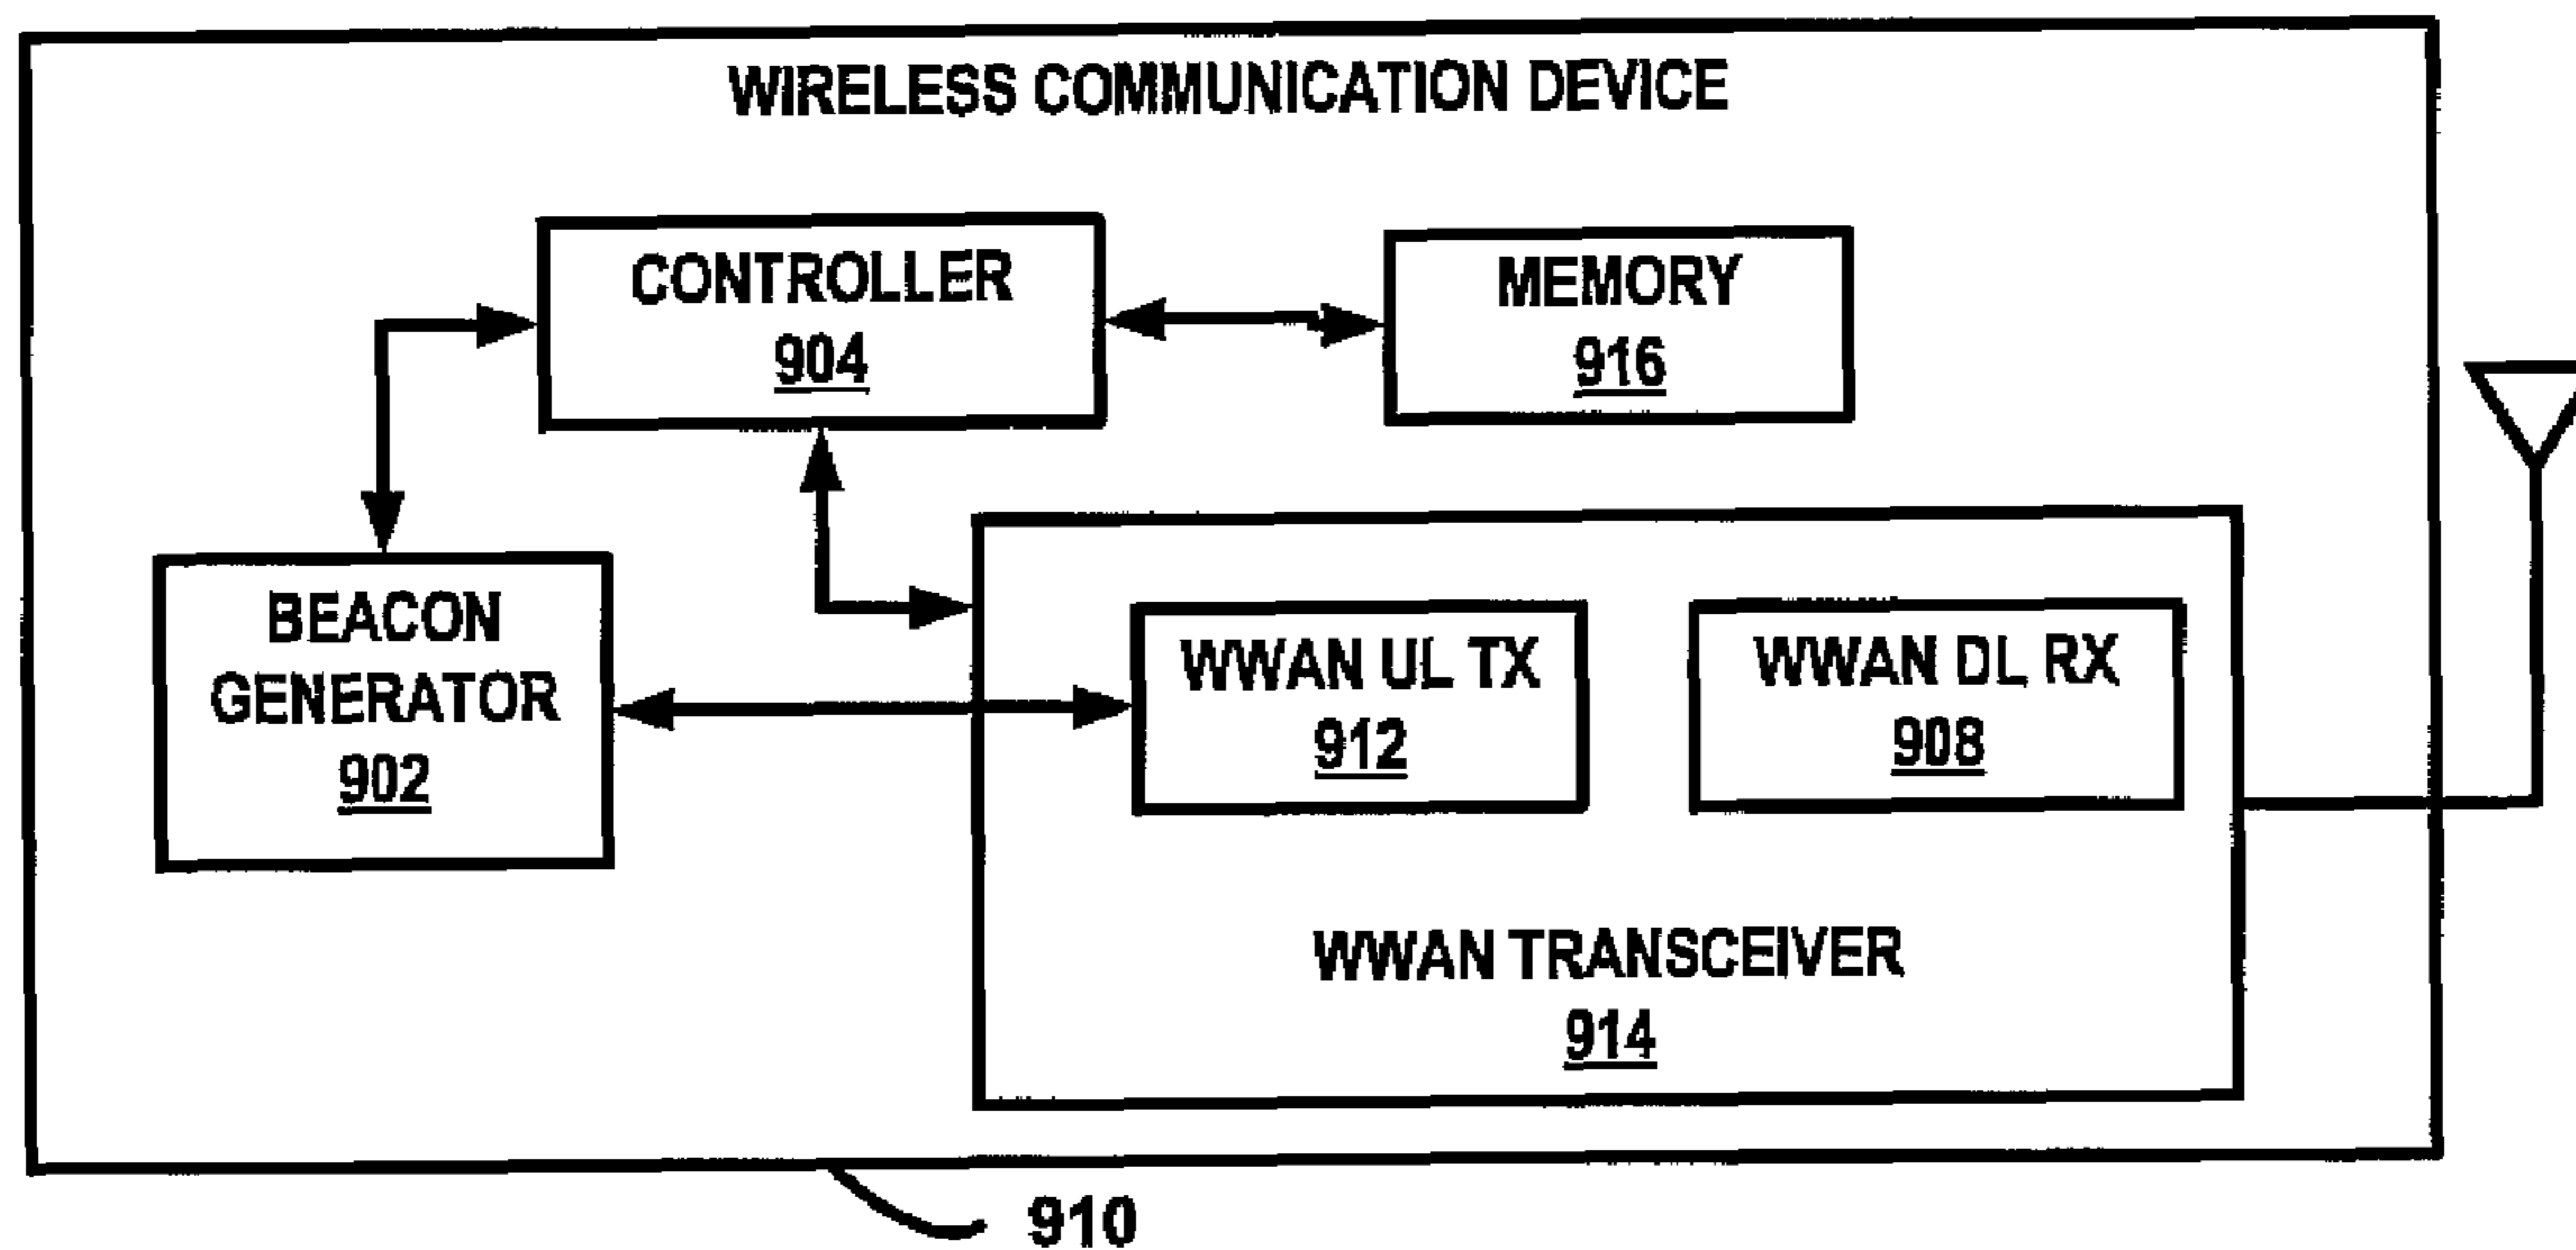 WIRELESS COMMUNICATION DEVICE
CONTROLLER
904
MEMORY
916
BEACON
GENERATOR
902
WWAN UL TX
912
WWAN DL RX
908
WWAN TRANSCEIVER
914
910